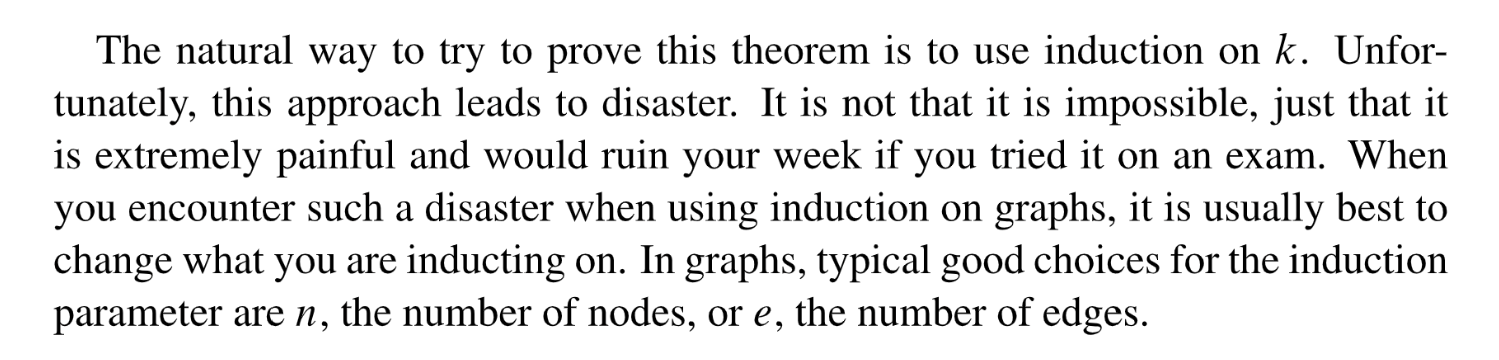 The natural way to try to prove this theorem is to use induction on k. Unfor-
tunately, this approach leads to disaster. It is not that it is impossible, just that it
is extremely painful and would ruin your week if you tried it on an exam. When
you encounter such a disaster when using induction on graphs, it is usually best to
change what you are inducting on. In graphs, typical good choices for the induction
parameter are n, the number of nodes, or e, the number of edges.